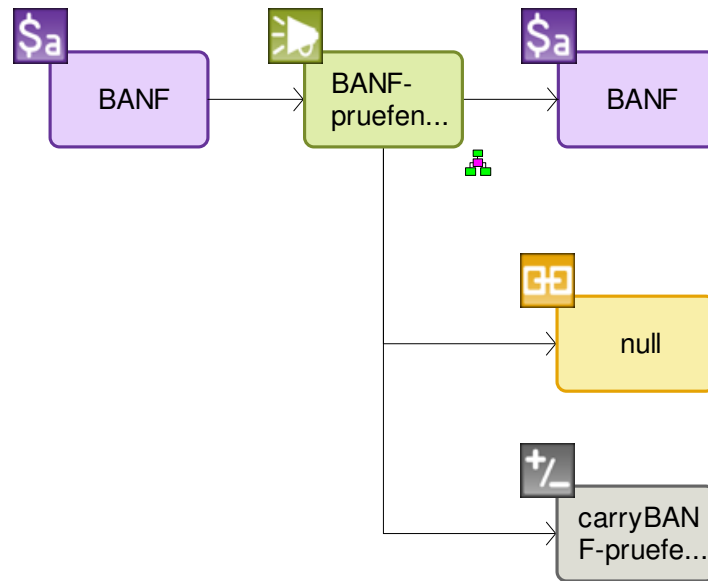 $a
BANF
BANF-
pruefen...
$a
BANF
null
+/_
carryBAN
F-pruefe...